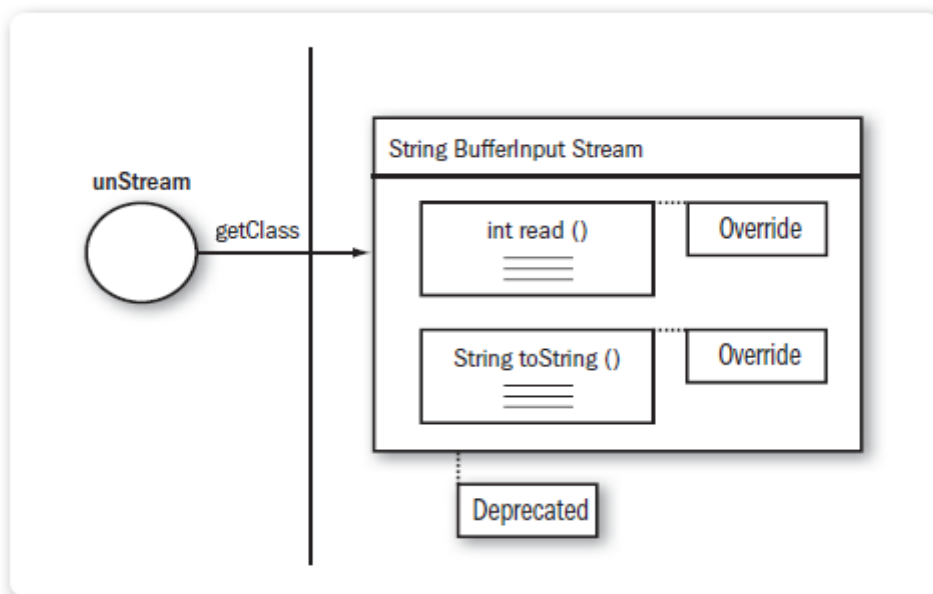 String BufferInput Stream
unStream
getClass
int read ()
Override
String toString ()
Override
Deprecated